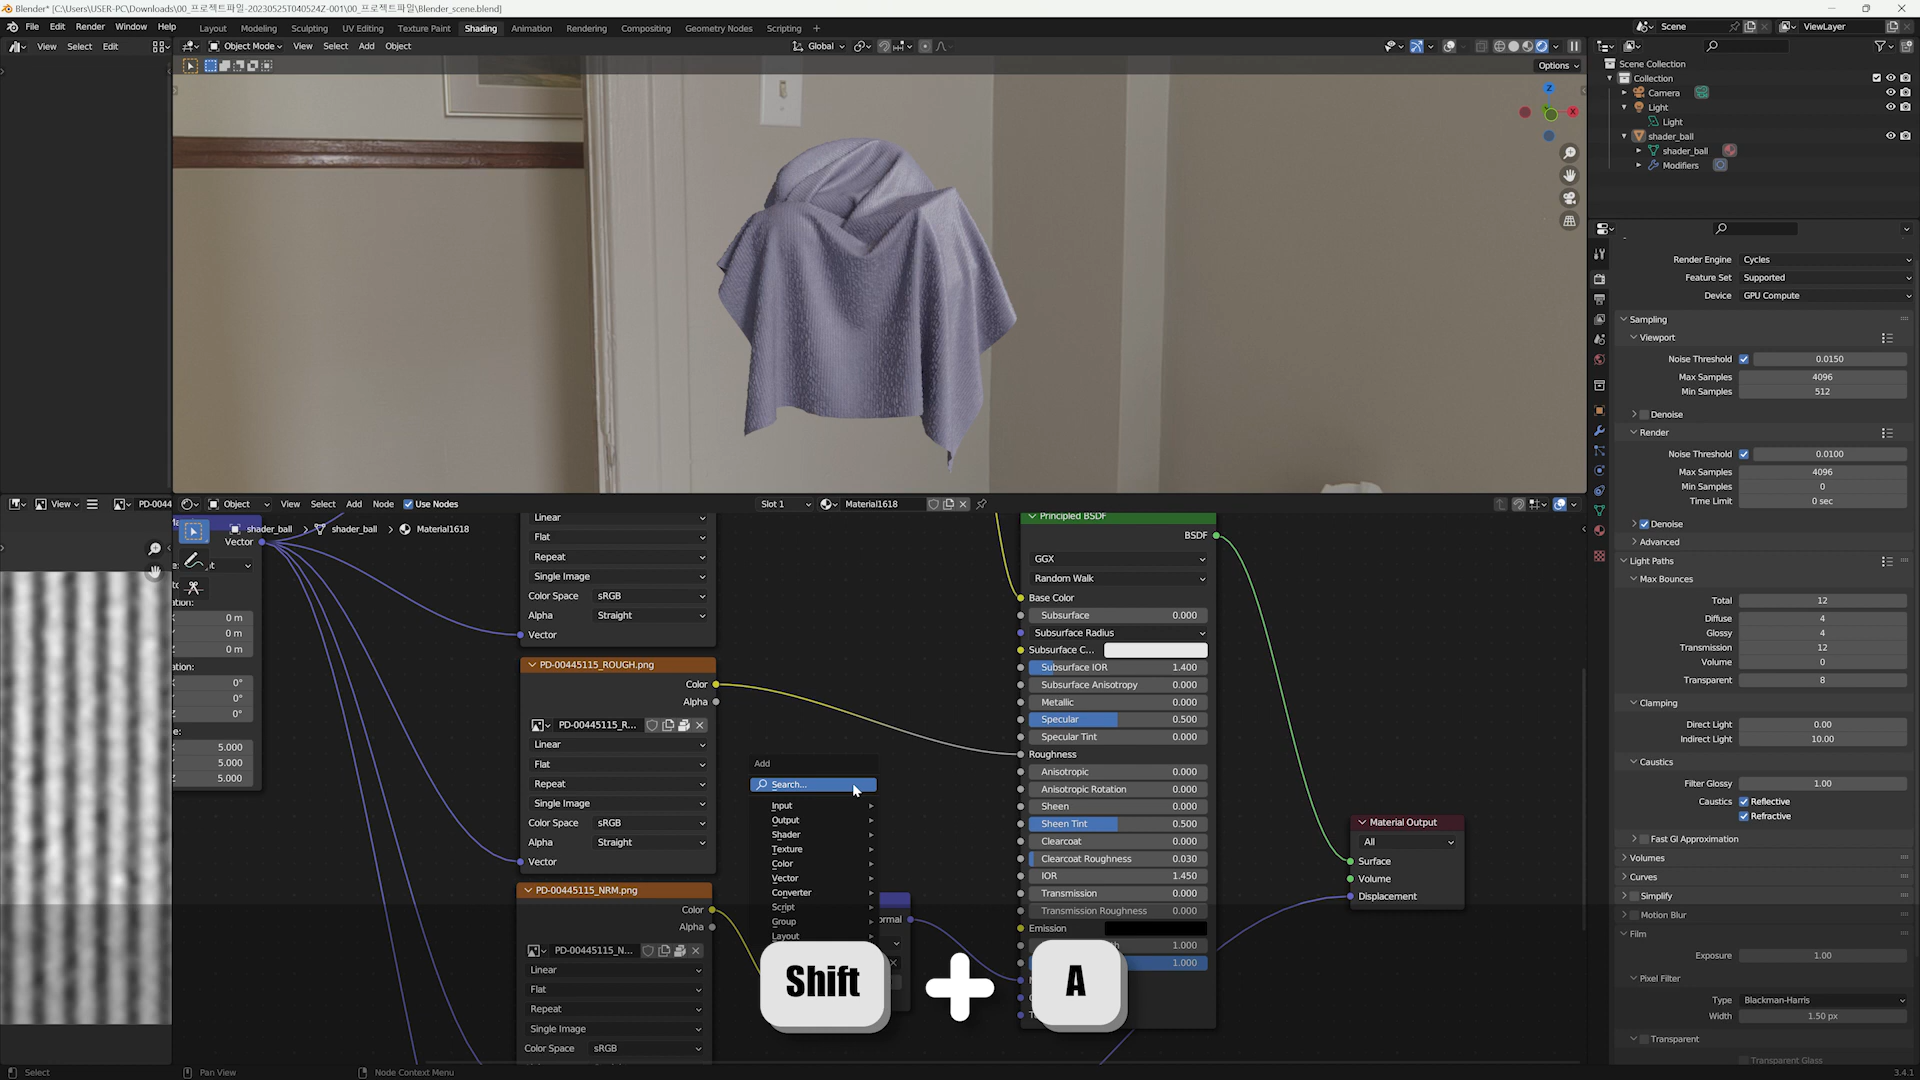 Blender* [C:\Users\USER-PC\Downloads\00_프로젝트파일-20230525T040524Z-001\00_프로젝트파일\Blender_scene.blend]
File Edit Render Window Help
Layout Modeling Sculpting UV Editing Texture Paint Shading Animation Rendering Compositing Geometry Nodes Scripting +
Scene
ViewLayer
View Select Edit
Object Mode View Select Add Object
Global
Options
Z
X
Scene Collection
Collection
Camera
Light
Light
shader_ball
shader_ball
Modifiers
Render Engine Cycles
Feature Set Supported
Device GPU Compute
Sampling
Viewport
Noise Threshold 0.0150
Max Samples 4096
Min Samples 512
Denoise
Render
Noise Threshold 0.0100
Max Samples 4096
Min Samples 0
Time Limit 0 sec
Denoise
Advanced
Light Paths
Max Bounces
Total 12
Diffuse 4
Glossy 4
Transmission 12
Volume 0
Transparent 8
Clamping
Direct Light 0.00
Indirect Light 10.00
Caustics
Filter Glossy 1.00
Caustics Reflective
Refractive
Fast GI Approximation
Volumes
Curves
Simplify
Motion Blur
Film
Exposure 1.00
Pixel Filter
Type Blackman-Harris
Width 1.50 px
Transparent
Transparent Glass
View
PD-0044
Object View Select Add Node Use Nodes
Slot 1
Material1618
shader_ball > shader_ball > Material1618
Vector
ation:
0 m
0 m
0 m
ation:
0°
0°
0°
e:
5.000
5.000
5.000
Linear
Flat
Repeat
Single Image
Color Space sRGB
Alpha Straight
Vector
PD-00445115_ROUGH.png
Color
Alpha
PD-00445115_R...
Linear
Flat
Repeat
Single Image
Color Space sRGB
Alpha Straight
Vector
PD-00445115_NRM.png
Color
Alpha
PD-00445115_N...
Linear
Flat
Repeat
Single Image
Color Space sRGB
Add
Search...
Input
Output
Shader
Texture
Color
Vector
Converter
Script
Group
Layout
ormal
Shift + A
Principled BSDF
BSDF
GGX
Random Walk
Base Color
Subsurface 0.000
Subsurface Radius
Subsurface C...
Subsurface IOR 1.400
Subsurface Anisotropy 0.000
Metallic 0.000
Specular 0.500
Specular Tint 0.000
Roughness
Anisotropic 0.000
Anisotropic Rotation 0.000
Sheen 0.000
Sheen Tint 0.500
Clearcoat 0.000
Clearcoat Roughness 0.030
IOR 1.450
Transmission 0.000
Transmission Roughness 0.000
Emission
1.000
1.000
Material Output
All
Surface
Volume
Displacement
Select
Pan View
Node Context Menu
3.4.1